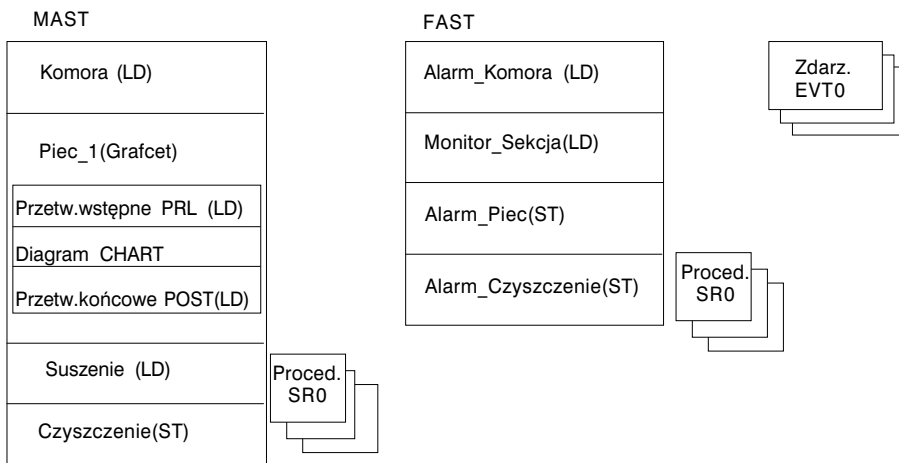 MAST
Komora (LD)
Piec_1(Grafcet)
Przetw.wstępne PRL (LD)
Diagram CHART
Przetw.końcowe POST(LD)
Suszenie (LD)
Czyszczenie(ST)
Proced.
SR0
FAST
Alarm_Komora (LD)
Monitor_Sekcja(LD)
Alarm_Piec(ST)
Alarm_Czyszczenie(ST)
Proced.
SR0
Zdarz.
EVT0